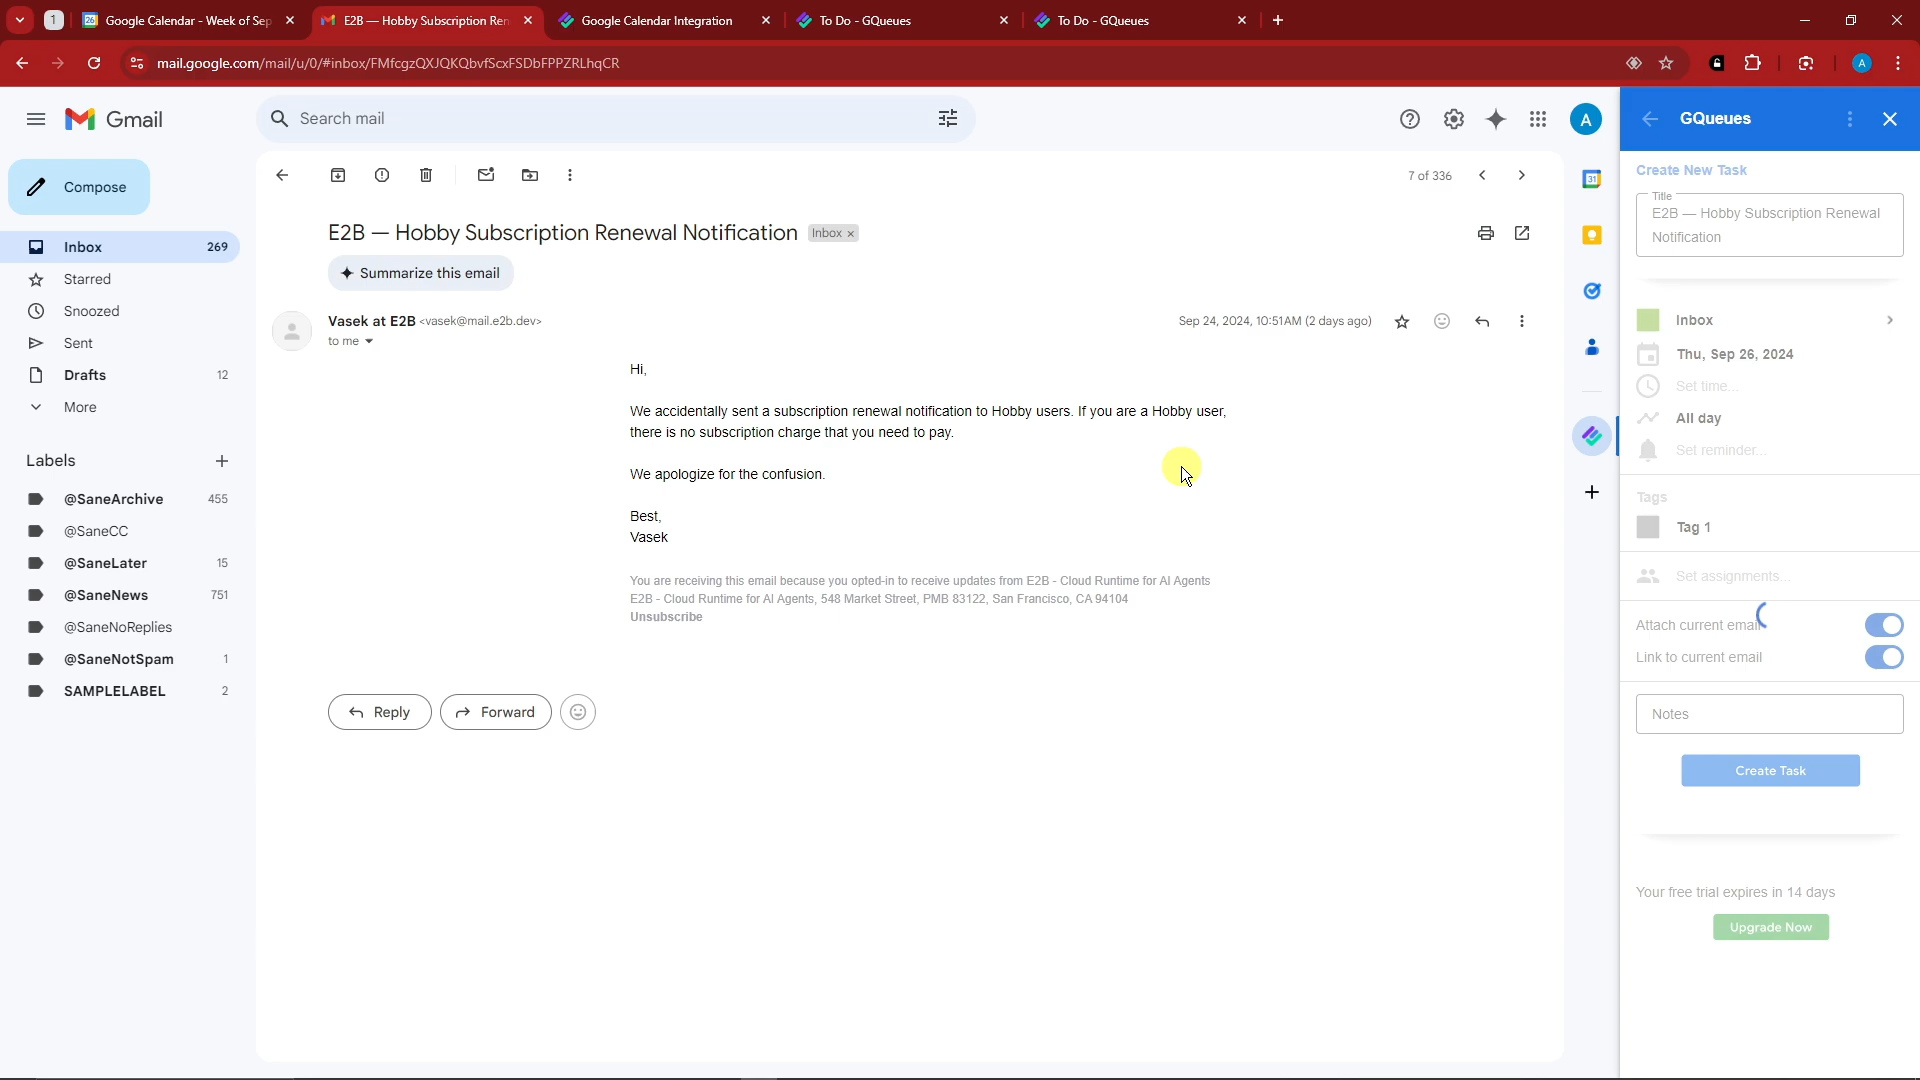 1
Google Calendar - Week of Sep
E2B — Hobby Subscription Ren
Google Calendar Integration
To Do - GQueues
To Do - GQueues
mail.google.com/mail/u/0/#inbox/FMfcgzQXJQKQbvfScxFSDbFPPZRLhqCR
A
Gmail
Search mail
A
Compose
Inbox 269
Starred
Snoozed
Sent
Drafts 12
More
Labels
@SaneArchive 455
@SaneCC
@SaneLater 15
@SaneNews 751
@SaneNoReplies
@SaneNotSpam 1
SAMPLELABEL 2
7 of 336
E2B — Hobby Subscription Renewal Notification Inbox ×
Summarize this email
Vasek at E2B <vasek@mail.e2b.dev>
Sep 24, 2024, 10:51 AM (2 days ago)
to me
Hi,
We accidentally sent a subscription renewal notification to Hobby users. If you are a Hobby user,
there is no subscription charge that you need to pay.
We apologize for the confusion.
Best,
Vasek
You are receiving this email because you opted-in to receive updates from E2B - Cloud Runtime for AI Agents
E2B - Cloud Runtime for AI Agents, 548 Market Street, PMB 83122, San Francisco, CA 94104
Unsubscribe
Reply
Forward
31
GQueues
Create New Task
Title
E2B — Hobby Subscription Renewal
Notification
Inbox
Thu, Sep 26, 2024
Set time...
All day
Set reminder...
Tags
Tag 1
Set assignments...
Attach current email
Link to current email
Notes
Create Task
Your free trial expires in 14 days
Upgrade Now